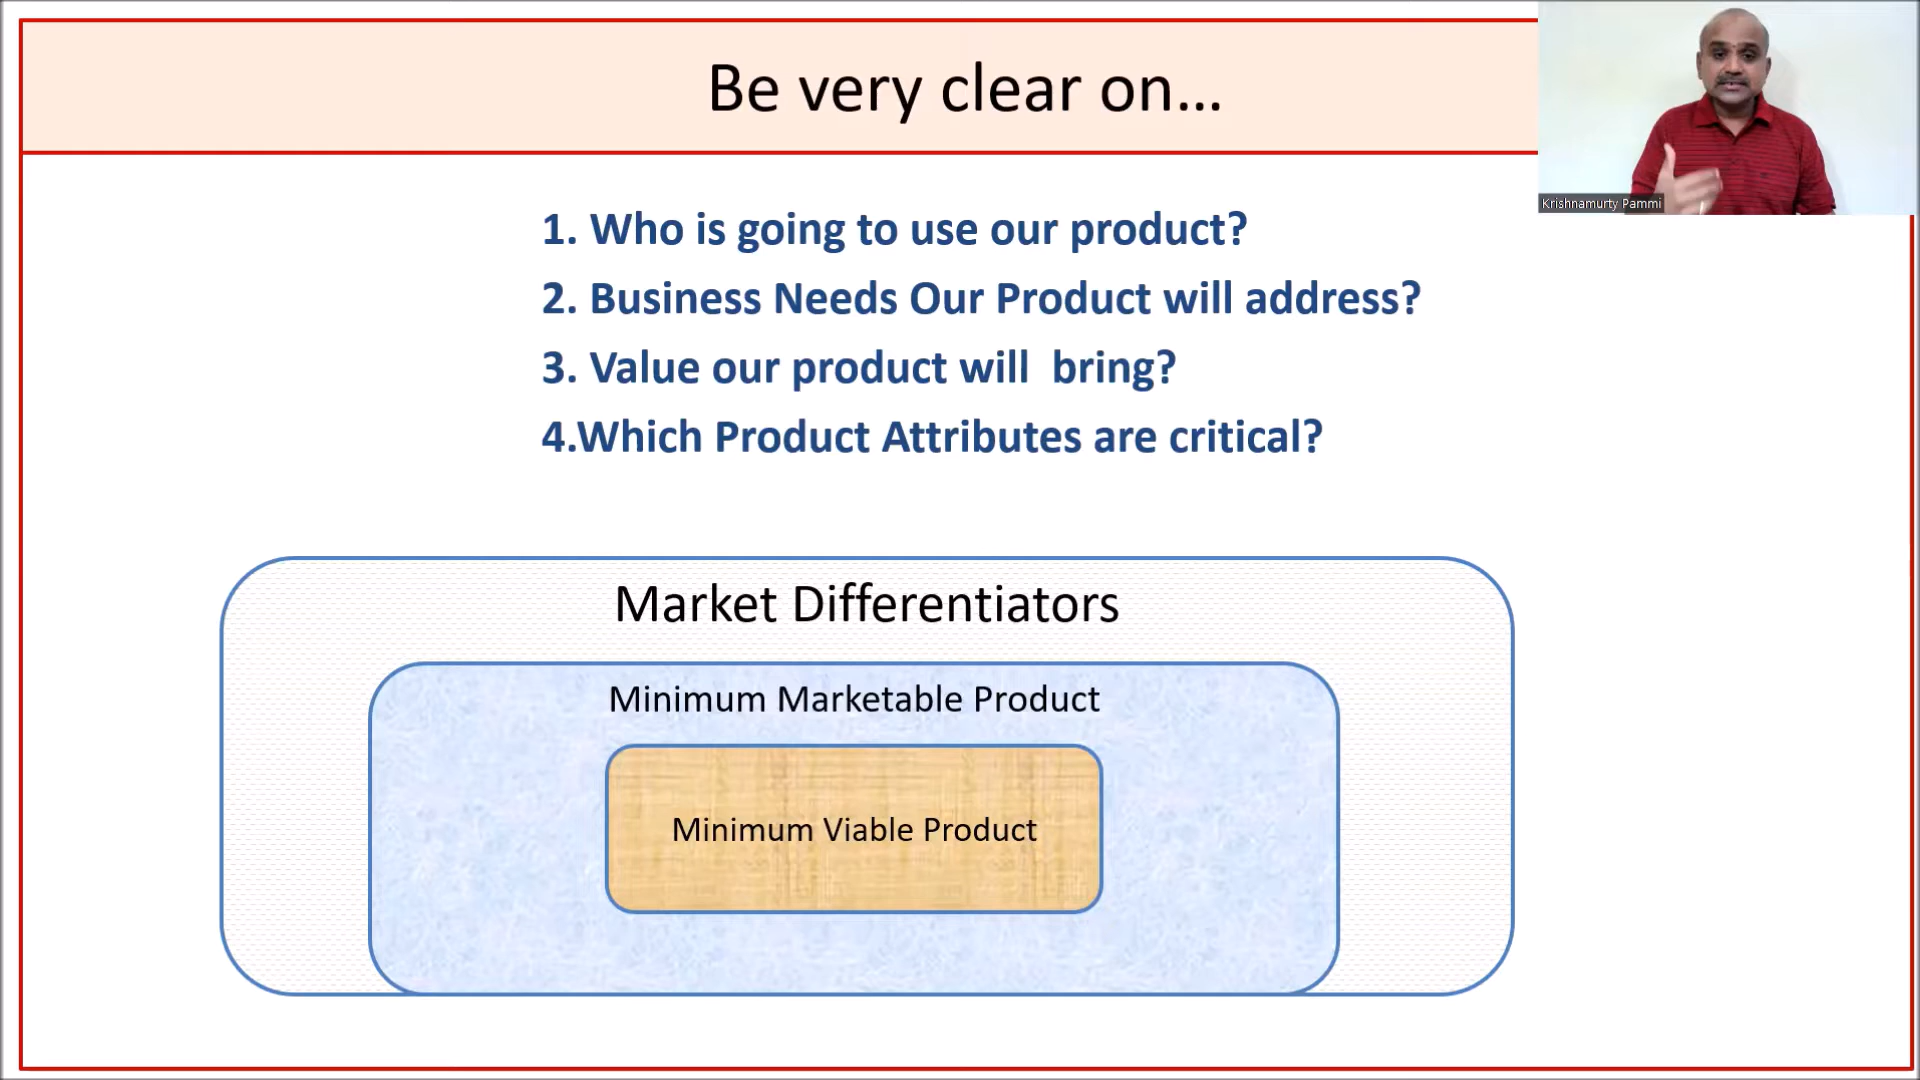 Be very clear on...
Krishnamurty Pammi
1. Who is going to use our product?
2. Business Needs Our Product will address?
3. Value our product will  bring?
4.Which Product Attributes are critical?
Market Differentiators
Minimum Marketable Product
Minimum Viable Product